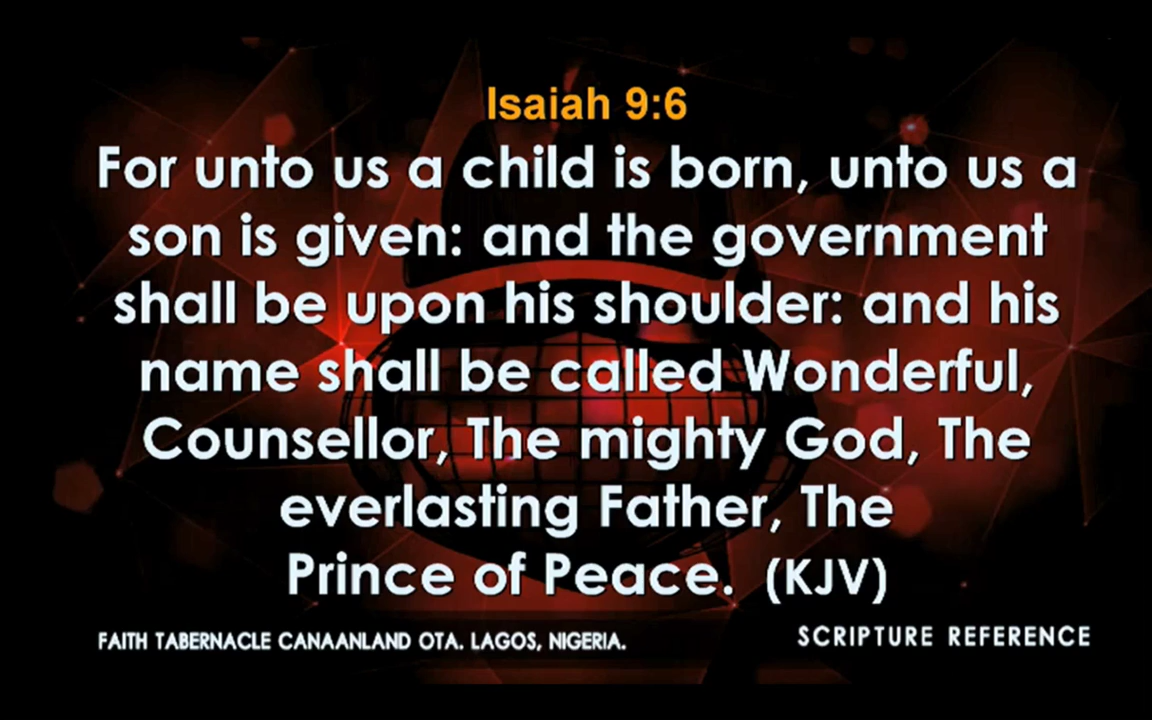 Isaiah 9:6
For unto us a child is born, unto us a
son is given: and the government
shall be upon his shoulder: and his
name shall be called Wonderful,
Counsellor, The mighty God, The
everlasting Father, The
Prince of Peace. (KJV)
FAITH TABERNACLE CANAANLAND OTA. LAGOS, NIGERIA.
SCRIPTURE REFERENCE